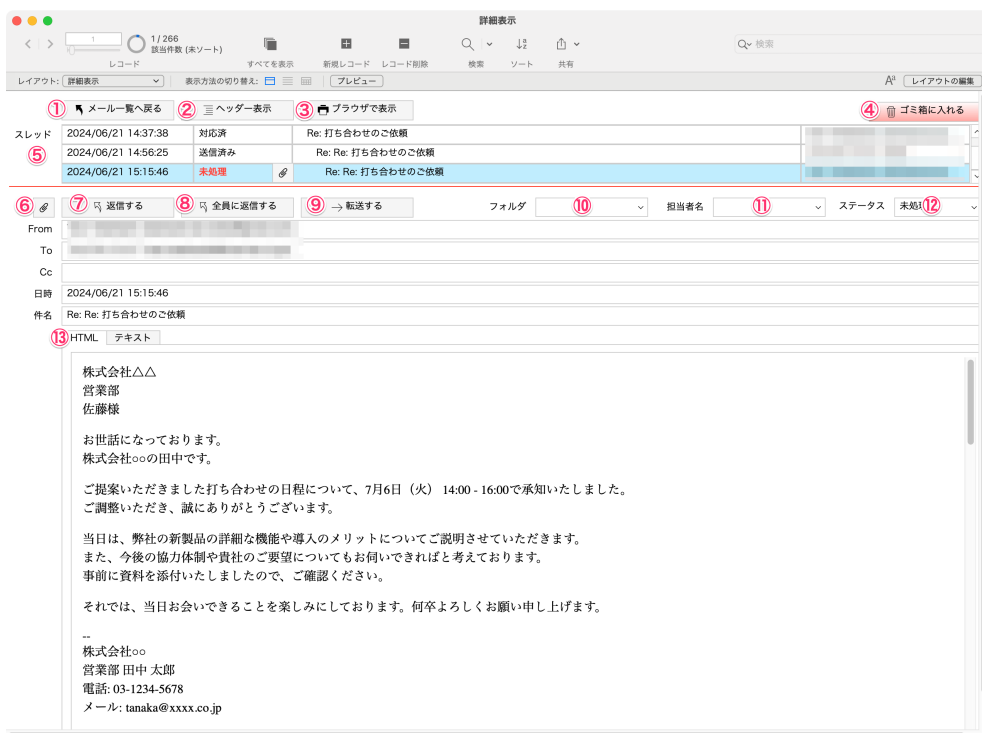 詳細表示
1
1 / 266
該当件数 (未ソート)
レコード
すべてを表示
新規レコード
レコード削除
検索
ソート
共有
検索
レイアウト: 詳細表示
表示方法の切り替え:
プレビュー
Aª
レイアウトの編集
① メール一覧へ戻る
② ヘッダー表示
③ ブラウザで表示
④ ゴミ箱に入れる
スレッド
⑤
2024/06/21 14:37:38 対応済 Re: 打ち合わせのご依頼
2024/06/21 14:56:25 送信済み Re: Re: 打ち合わせのご依頼
2024/06/21 15:15:46 未処理 Re: Re: 打ち合わせのご依頼
⑥
⑦ 返信する
⑧ 全員に返信する
⑨ →転送する
フォルダ ⑩
担当者名 ⑪
ステータス 未処 ⑫
From
To
Cc
日時 2024/06/21 15:15:46
件名 Re: Re: 打ち合わせのご依頼
⑬ HTML テキスト
株式会社△△
営業部
佐藤様
お世話になっております。
株式会社○○の田中です。
ご提案いただきました打ち合わせの日程について、7月6日（火） 14:00 - 16:00で承知いたしました。
ご調整いただき、誠にありがとうございます。
当日は、弊社の新製品の詳細な機能や導入のメリットについてご説明させていただきます。
また、今後の協力体制や貴社のご要望についてもお伺いできればと考えております。
事前に資料を添付いたしましたので、ご確認ください。
それでは、当日お会いできることを楽しみにしております。何卒よろしくお願い申し上げます。
--
株式会社○○
営業部 田中 太郎
電話: 03-1234-5678
メール: tanaka@xxxx.co.jp